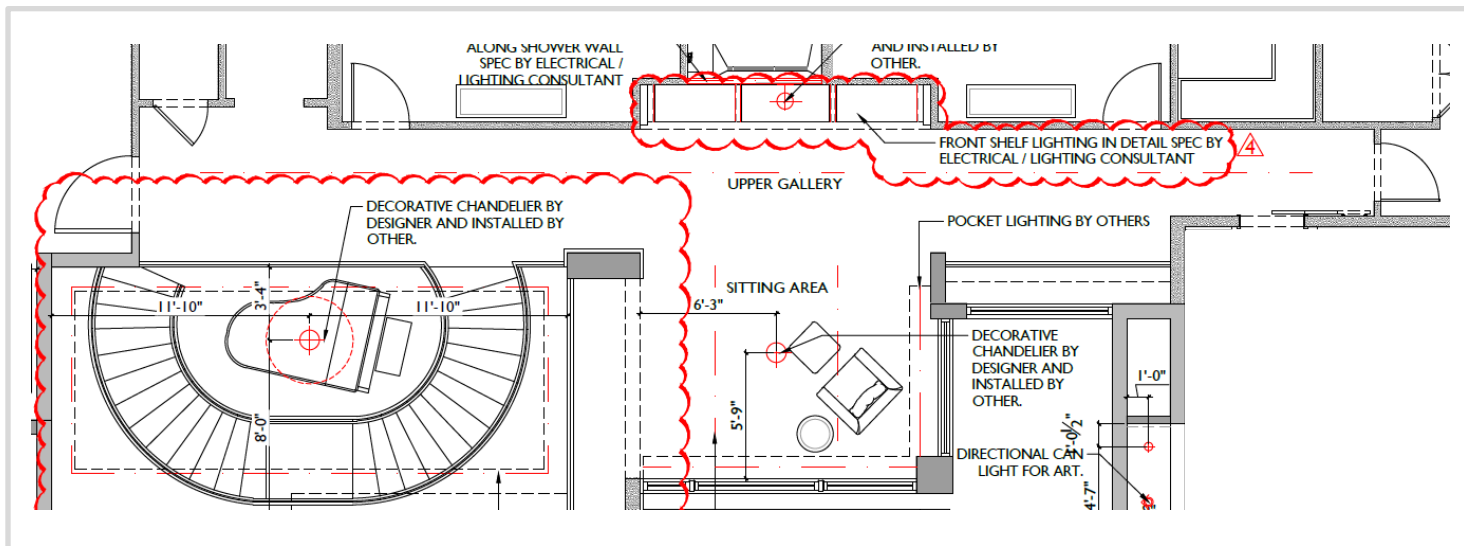 ALONG SHOWER WALL
SPEC BY ELECTRICAL /
LIGHTING CONSULTANT
AND INSTALLED BY
OTHER.
FRONT SHELF LIGHTING IN DETAIL SPEC BY
ELECTRICAL / LIGHTING CONSULTANT
4
UPPER GALLERY
DECORATIVE CHANDELIER BY
DESIGNER AND INSTALLED BY
OTHER.
POCKET LIGHTING BY OTHERS
SITTING AREA
11'-10"
3'-4"
11'-10"
6'-3"
DECORATIVE
CHANDELIER BY
DESIGNER AND
INSTALLED BY
OTHER.
1'-0"
5'-9"
8'-0"
DIRECTIONAL CAN
LIGHT FOR ART.
4'-7"